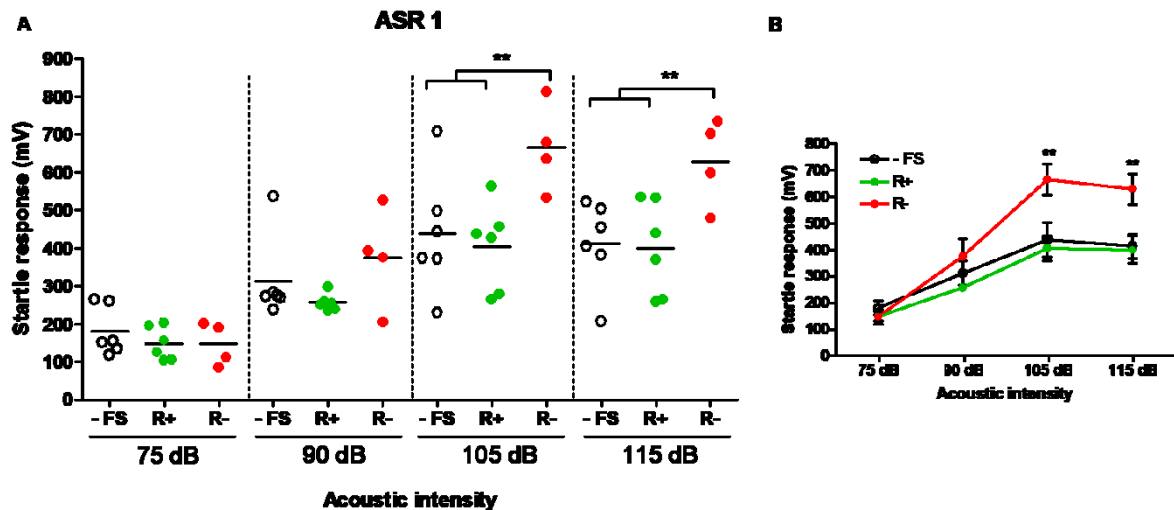 A
ASR 1
Startle response (mV)
900
800
700
600
500
400
300
200
100
0
**
**
- FS R+ R- - FS R+ R- - FS R+ R- - FS R+ R-
75 dB 90 dB 105 dB 115 dB
Acoustic intensity
B
Startle response (mV)
800
700
600
500
400
300
200
100
0
- FS
R+
R-
**
**
75 dB 90 dB 105 dB 115 dB
Acoustic intensity